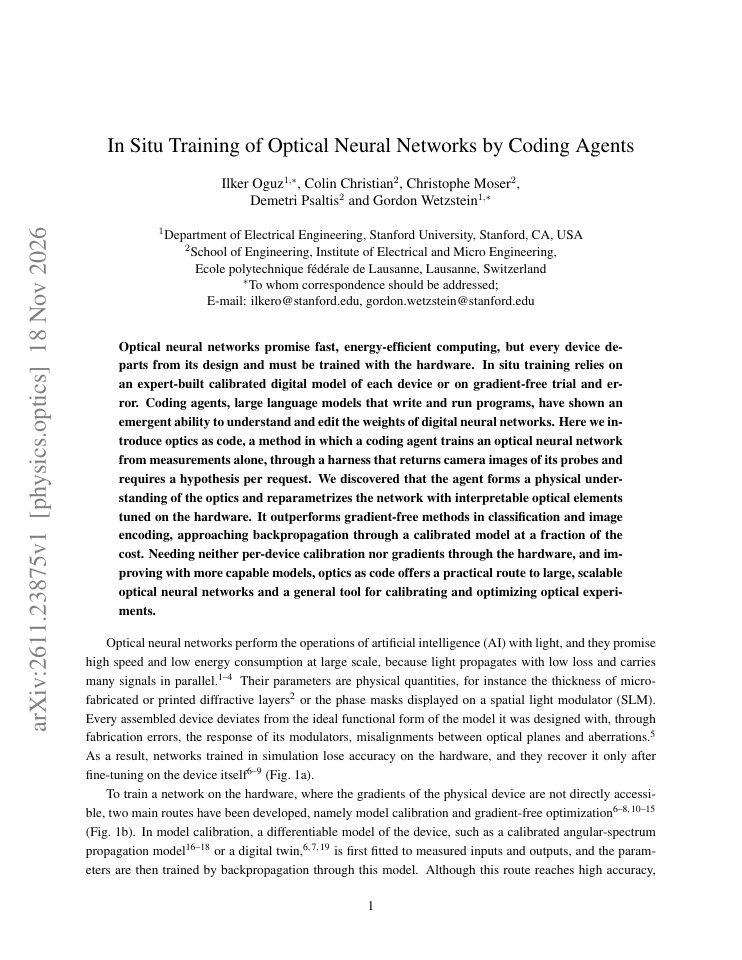 In Situ Training of Optical Neural Networks by Coding Agents
Ilker Oguz1,∗, Colin Christian2, Christophe Moser2,
Demetri Psaltis2 and Gordon Wetzstein1,∗
1Department of Electrical Engineering, Stanford University, Stanford, CA, USA
2School of Engineering, Institute of Electrical and Micro Engineering,
Ecole polytechnique fédérale de Lausanne, Lausanne, Switzerland
∗To whom correspondence should be addressed;
E-mail: ilkero@stanford.edu, gordon.wetzstein@stanford.edu
Optical neural networks promise fast, energy-efficient computing, but every device de-
parts from its design and must be trained with the hardware. In situ training relies on
an expert-built calibrated digital model of each device or on gradient-free trial and er-
ror. Coding agents, large language models that write and run programs, have shown an
emergent ability to understand and edit the weights of digital neural networks. Here we in-
troduce optics as code, a method in which a coding agent trains an optical neural network
from measurements alone, through a harness that returns camera images of its probes and
requires a hypothesis per request. We discovered that the agent forms a physical under-
standing of the optics and reparametrizes the network with interpretable optical elements
tuned on the hardware. It outperforms gradient-free methods in classification and image
encoding, approaching backpropagation through a calibrated model at a fraction of the
cost. Needing neither per-device calibration nor gradients through the hardware, and im-
proving with more capable models, optics as code offers a practical route to large, scalable
optical neural networks and a general tool for calibrating and optimizing optical experi-
ments.
Optical neural networks perform the operations of artificial intelligence (AI) with light, and they promise
high speed and low energy consumption at large scale, because light propagates with low loss and carries
many signals in parallel.1–4 Their parameters are physical quantities, for instance the thickness of micro-
fabricated or printed diffractive layers2 or the phase masks displayed on a spatial light modulator (SLM).
Every assembled device deviates from the ideal functional form of the model it was designed with, through
fabrication errors, the response of its modulators, misalignments between optical planes and aberrations.5
As a result, networks trained in simulation lose accuracy on the hardware, and they recover it only after
fine-tuning on the device itself6–9 (Fig. 1a).
To train a network on the hardware, where the gradients of the physical device are not directly accessi-
ble, two main routes have been developed, namely model calibration and gradient-free optimization6–8,10–15
(Fig. 1b). In model calibration, a differentiable model of the device, such as a calibrated angular-spectrum
propagation model16–18 or a digital twin,6,7,19 is first fitted to measured inputs and outputs, and the param-
eters are then trained by backpropagation through this model. Although this route reaches high accuracy,
1
arXiv:2611.23875v1 [physics.optics] 18 Nov 2026